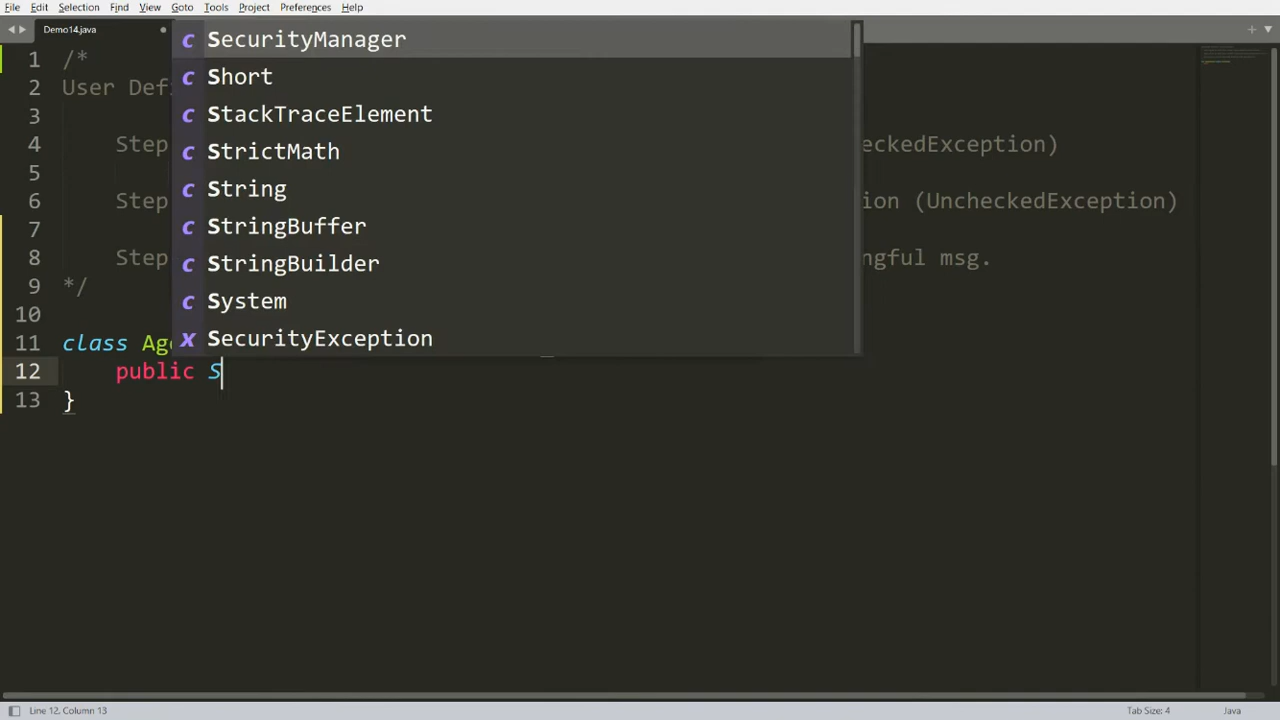 File Edit Selection Find View Goto Tools Project Preferences Help
Demo14.java
1 /*
2 User Defi
3
4 Step eckedException)
5
6 Step ion (UncheckedException)
7
8 Step ngful msg.
9 */
10
11 class Age
12 public S
13 }
c SecurityManager
c Short
c StackTraceElement
c StrictMath
c String
c StringBuffer
c StringBuilder
c System
x SecurityException
Line 12, Column 13 Tab Size: 4 Java